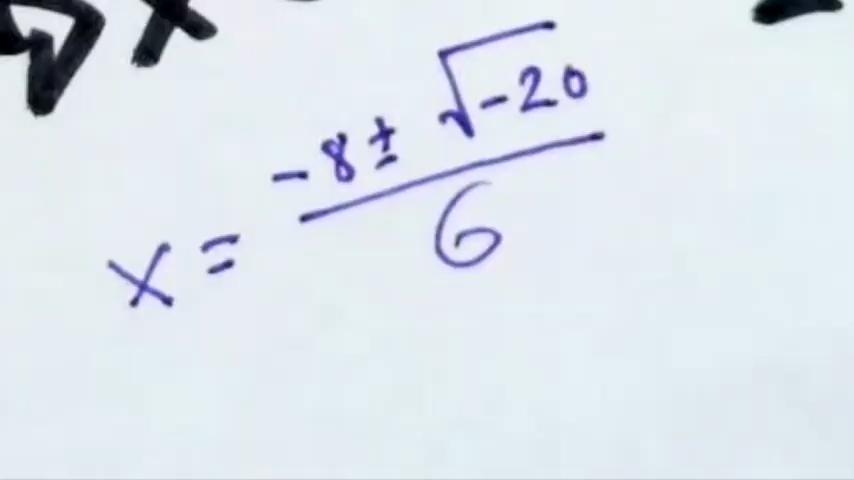 x = (-8 ± √-20) / 6